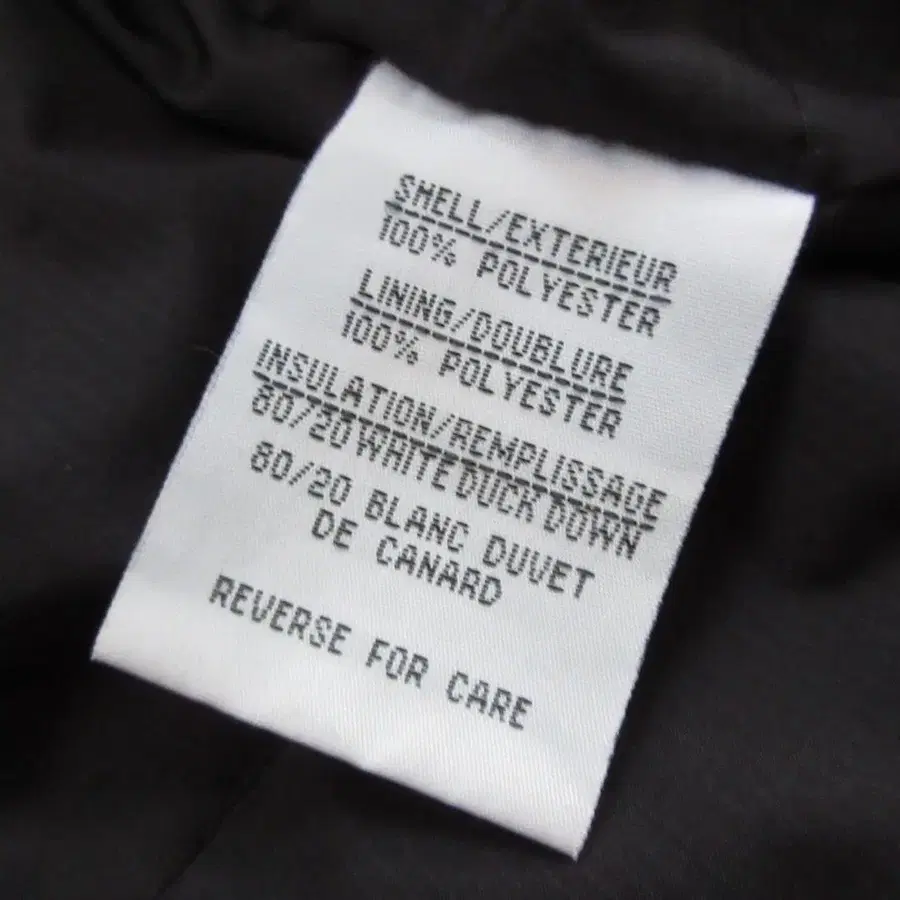 SHELL/EXTERIEUR
100% POLYESTER
LINING/DOUBLURE
100% POLYESTER
INSULATION/REMPLISSAGE
80/20 WHITE DUCK DOWN
80/20 BLANC DUVET
DE CANARD
REVERSE FOR CARE